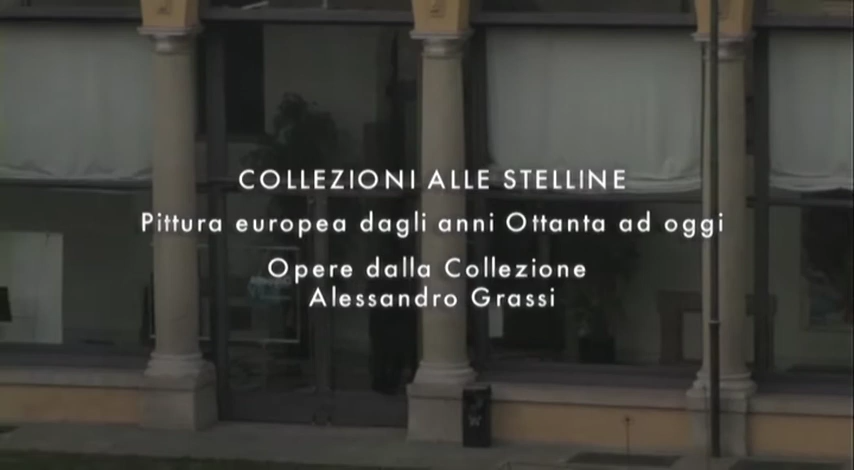 COLLEZIONI ALLE STELLINE
Pittura europea dagli anni Ottanta ad oggi
Opere dalla Collezione
Alessandro Grassi